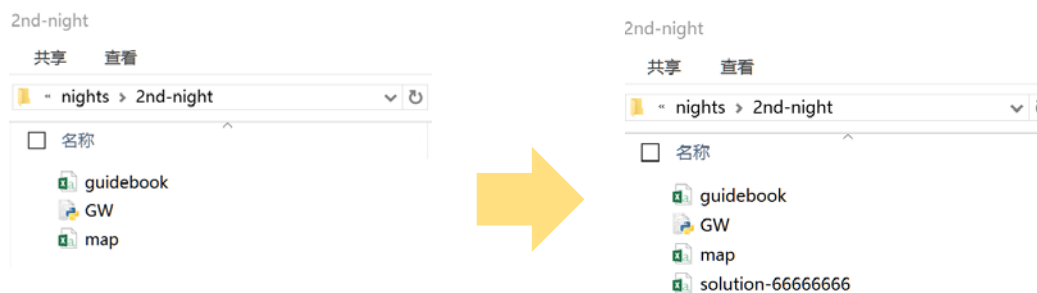 2nd-night
共享 查看
« nights > 2nd-night
名称
guidebook
GW
map
2nd-night
共享 查看
« nights > 2nd-night
名称
guidebook
GW
map
solution-66666666